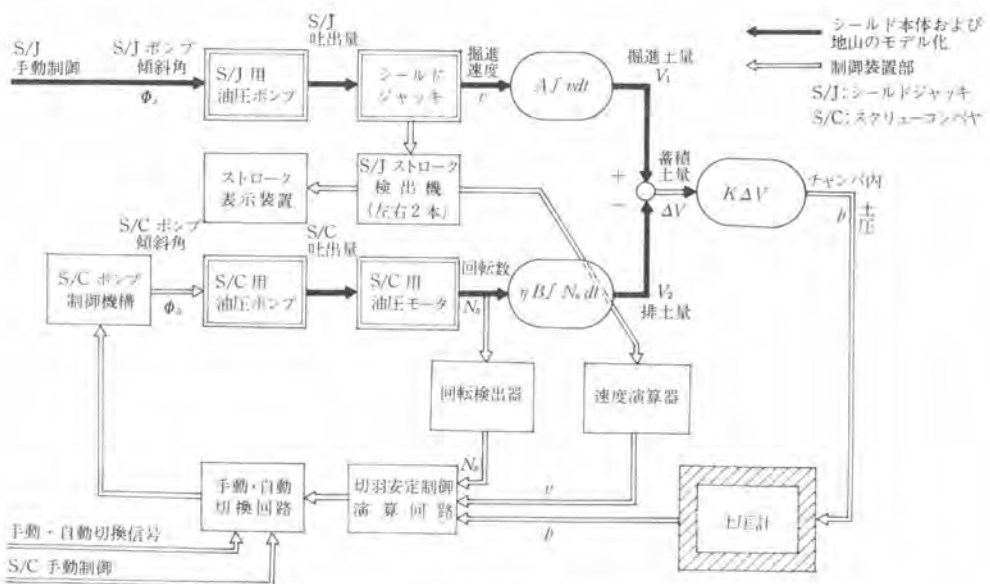 S/J
手動制御
S/J ポンプ
傾斜角
Φ
S/J 用
油圧ポンプ
S/J
吐出量
シールド
ジャッキ
掘進
速度
v
A∫vdt
掘進土量
V₁
シールド本体および
地山のモデル化
制御装置部
S/J:シールドジャッキ
S/C:スクリューコンベヤ
ストローク
表示装置
S/J ストローク
検出機
(左右2本)
+
−
蓄積
土量
ΔV
KΔV
チャンバ内
土圧
p
S/C ポンプ
制御機構
S/C ポンプ
傾斜角
Φ
S/C 用
油圧ポンプ
S/C
吐出量
S/C 用
油圧モータ
回転数
Nₛ
ηB∫Nₛdt
V₂
排土量
回転検出器
速度演算器
Nₛ
手動・自動
切換回路
切羽安定制御
演算回路
v
p
土圧計
手動・自動切換信号
S/C 手動制御